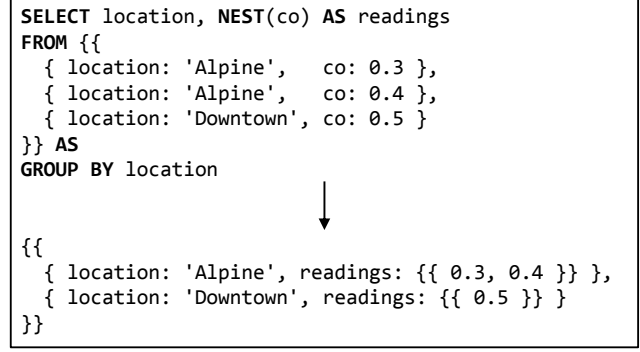 SELECT location, NEST(co) AS readings
FROM {{
  { location: 'Alpine',   co: 0.3 },
  { location: 'Alpine',   co: 0.4 },
  { location: 'Downtown', co: 0.5 }
}} AS
GROUP BY location
{{
  { location: 'Alpine', readings: {{ 0.3, 0.4 }} },
  { location: 'Downtown', readings: {{ 0.5 }} }
}}